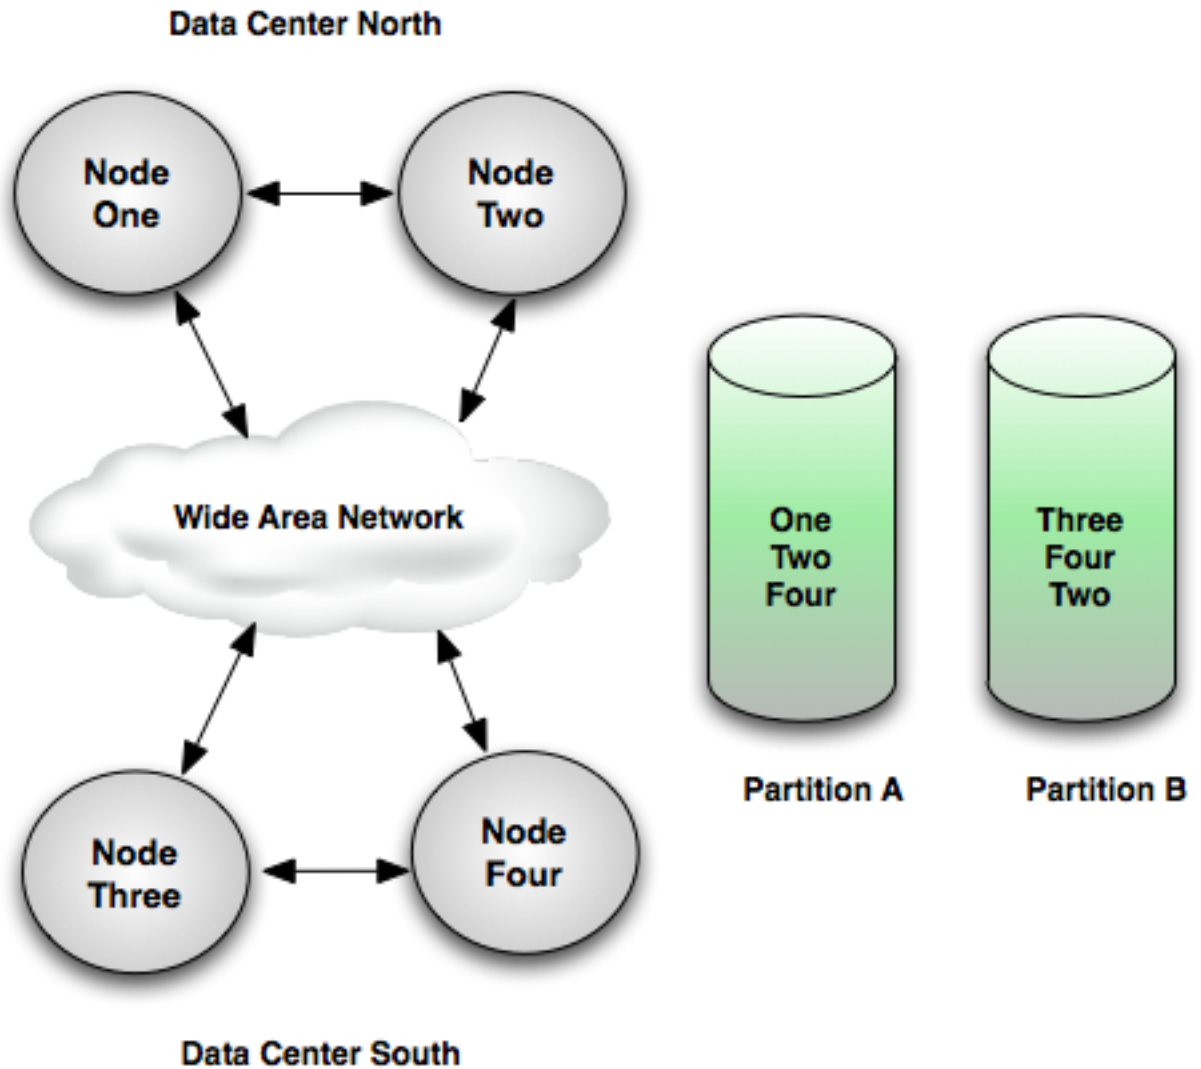 Data Center North
Node
One
Node
Two
Wide Area Network
One
Two
Four
Three
Four
Two
Partition A
Partition B
Node
Three
Node
Four
Data Center South